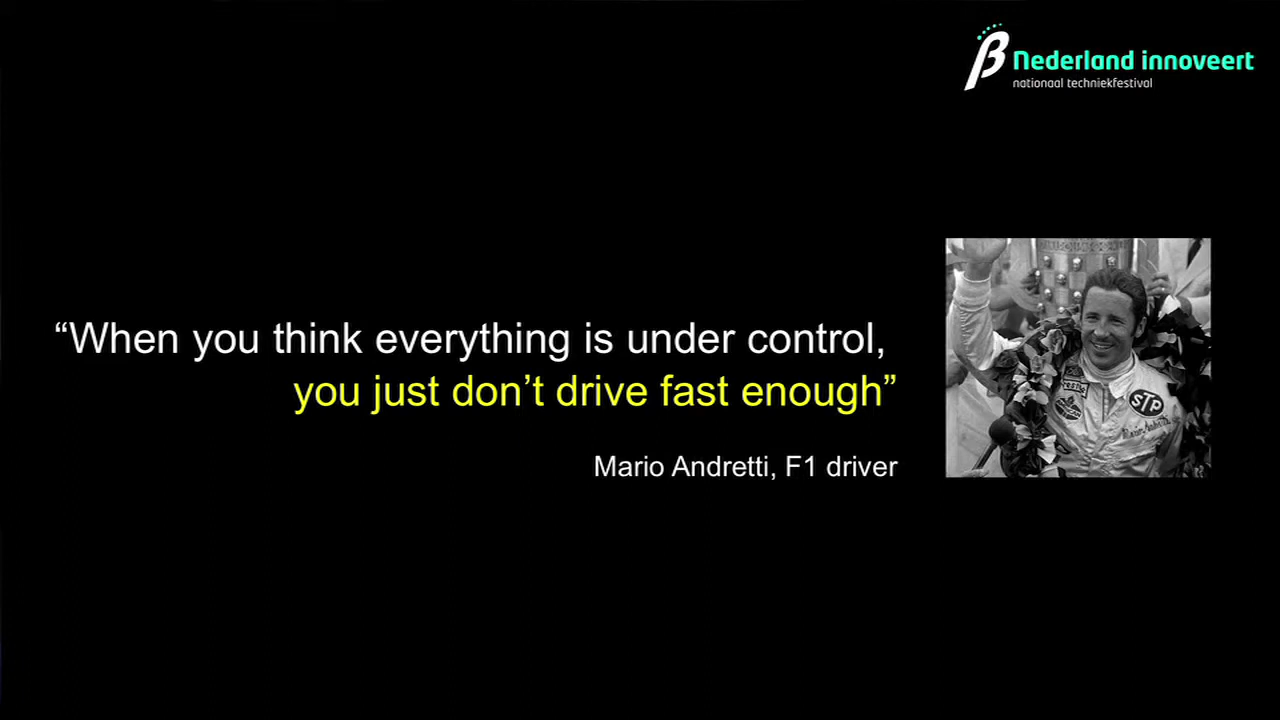 Nederland innoveert
nationaal techniekfestival
“When you think everything is under control,
you just don’t drive fast enough”
Mario Andretti, F1 driver
STP